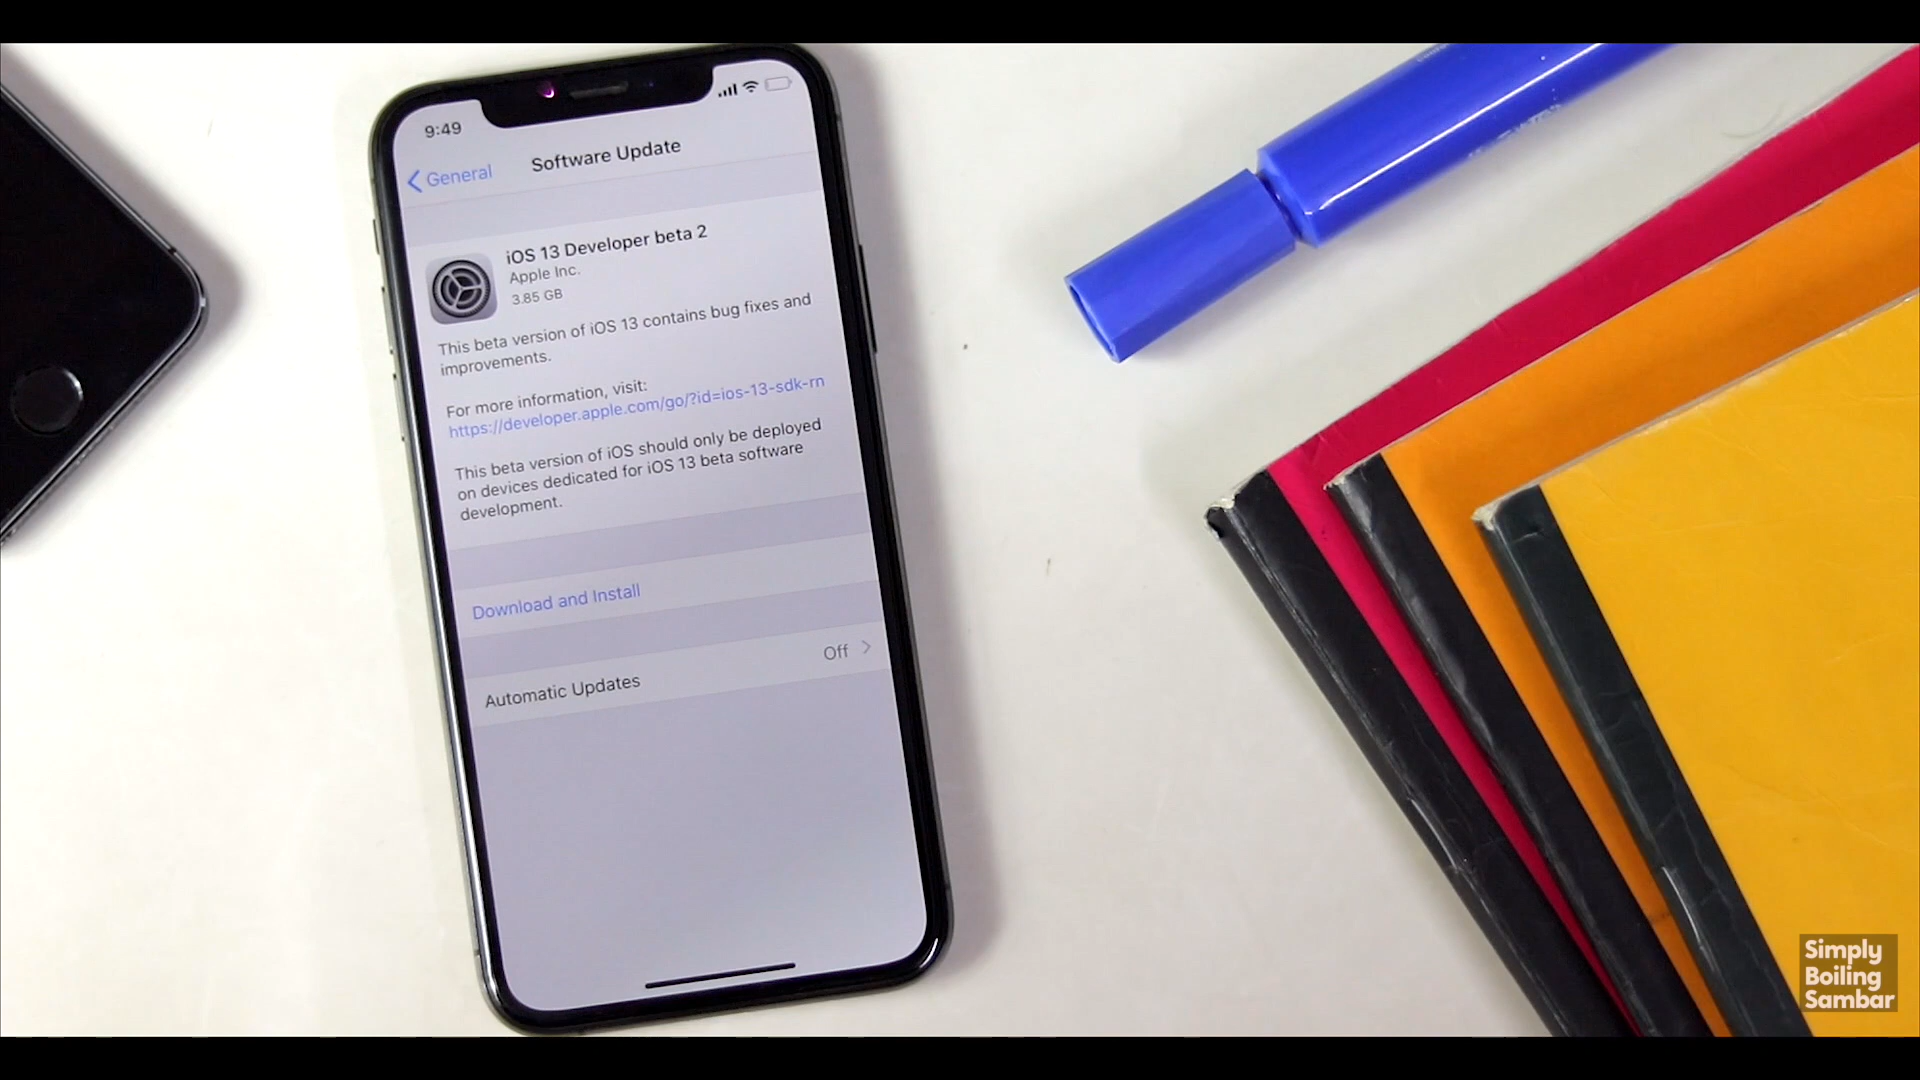 9:49
General
Software Update
iOS 13 Developer beta 2
Apple Inc.
3.85 GB
This beta version of iOS 13 contains bug fixes and
improvements.
For more information, visit:
https://developer.apple.com/go/?id=ios-13-sdk-rn
This beta version of iOS should only be deployed
on devices dedicated for iOS 13 beta software
development.
Download and Install
Automatic Updates Off
Simply
Boiling
Sambar